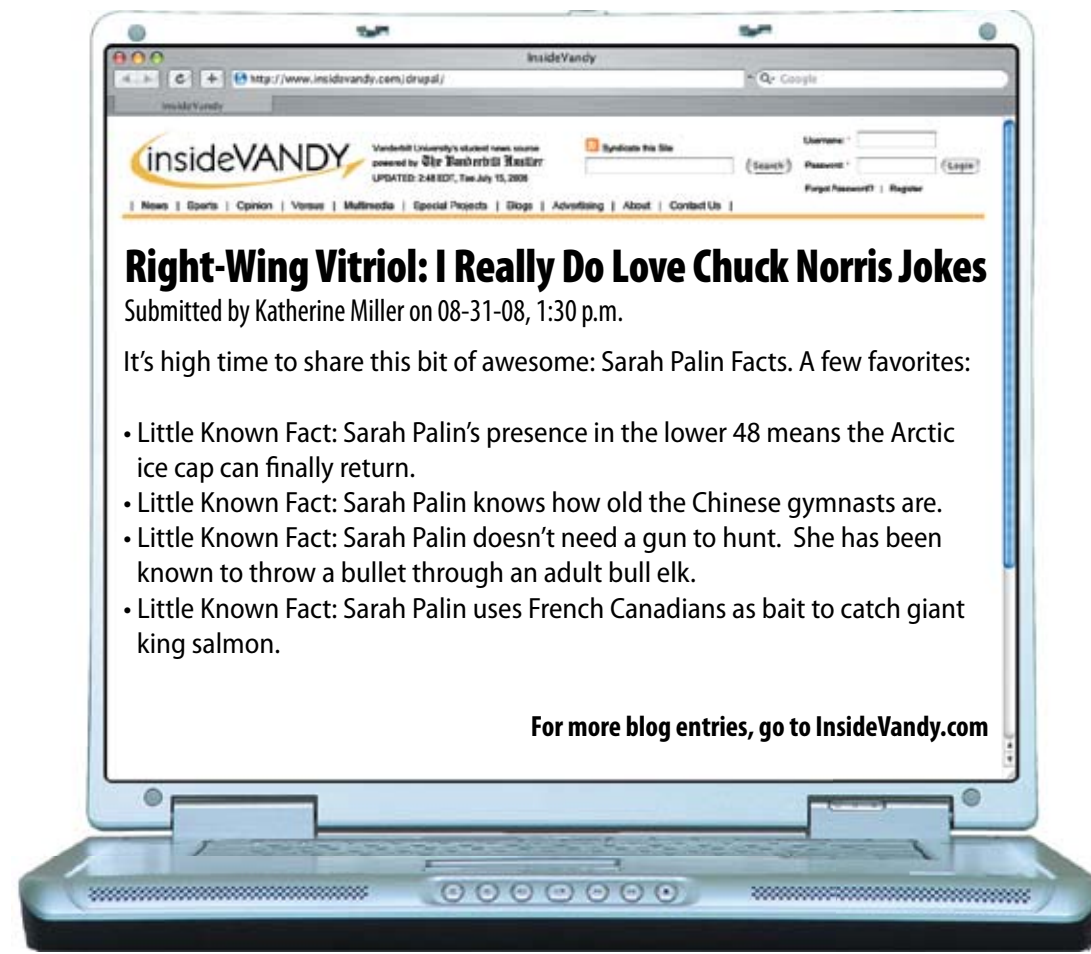 InsideVandy
http://www.insidevandy.com/drupal/
Google
InsideVandy
insideVANDY
Vanderbilt University's student news source
powered by The Vanderbilt Hustler
UPDATED: 2:48 EDT, Tue July 15, 2008
Syndicate this Site
Search
Username: *
Password: *
Login
Forgot Password? | Register
| News | Sports | Opinion | Versus | Multimedia | Special Projects | Blogs | Advertising | About | Contact Us |
Right-Wing Vitriol: I Really Do Love Chuck Norris Jokes
Submitted by Katherine Miller on 08-31-08, 1:30 p.m.
It's high time to share this bit of awesome: Sarah Palin Facts. A few favorites:
• Little Known Fact: Sarah Palin's presence in the lower 48 means the Arctic
ice cap can finally return.
• Little Known Fact: Sarah Palin knows how old the Chinese gymnasts are.
• Little Known Fact: Sarah Palin doesn't need a gun to hunt. She has been
known to throw a bullet through an adult bull elk.
• Little Known Fact: Sarah Palin uses French Canadians as bait to catch giant
king salmon.
For more blog entries, go to InsideVandy.com